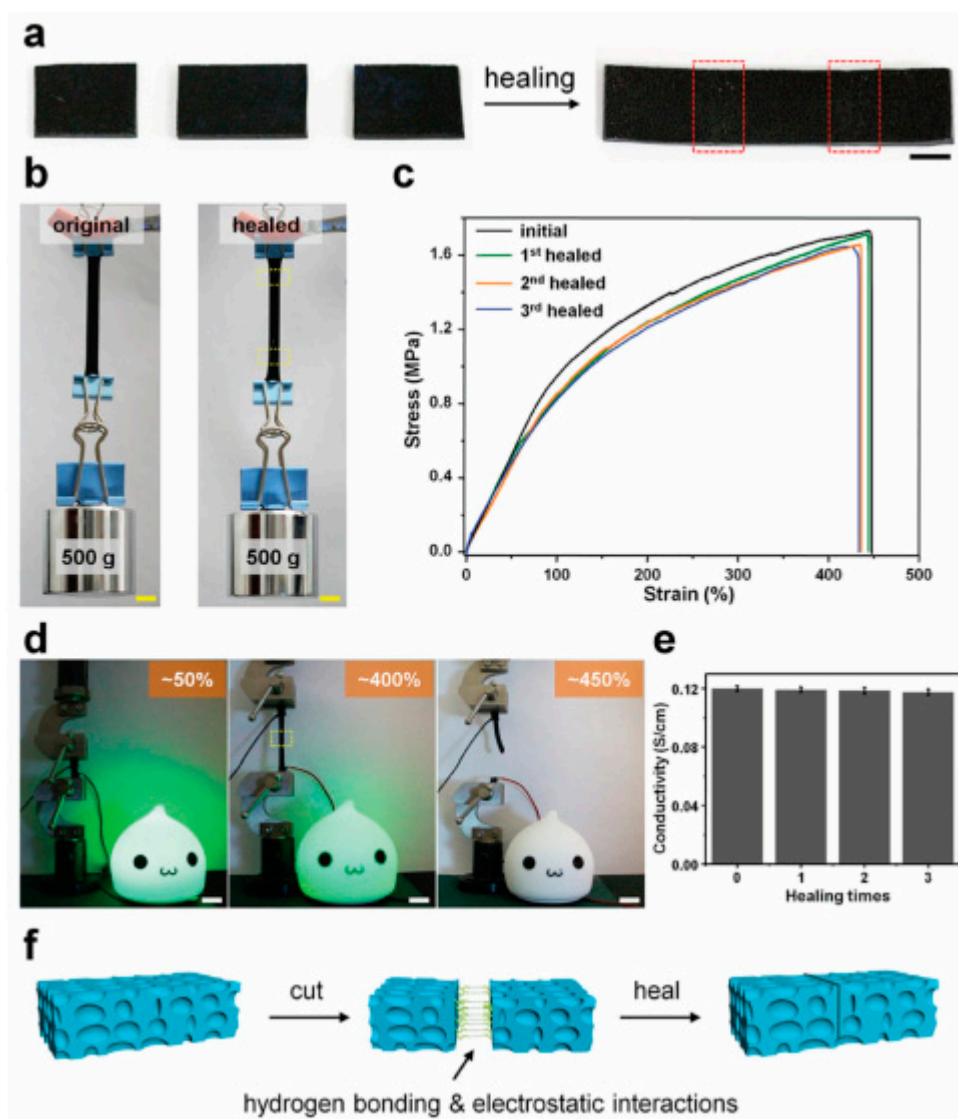 a
healing
b
original
healed
500 g
500 g
c
initial
1st healed
2nd healed
3rd healed
1.6
1.2
0.8
0.4
0.0
Stress (MPa)
0
100
200
300
400
500
Strain (%)
d
~50%
~400%
~450%
e
0.12
0.08
0.04
0.00
Conductivity (S/cm)
0
1
2
3
Healing times
f
cut
heal
hydrogen bonding & electrostatic interactions